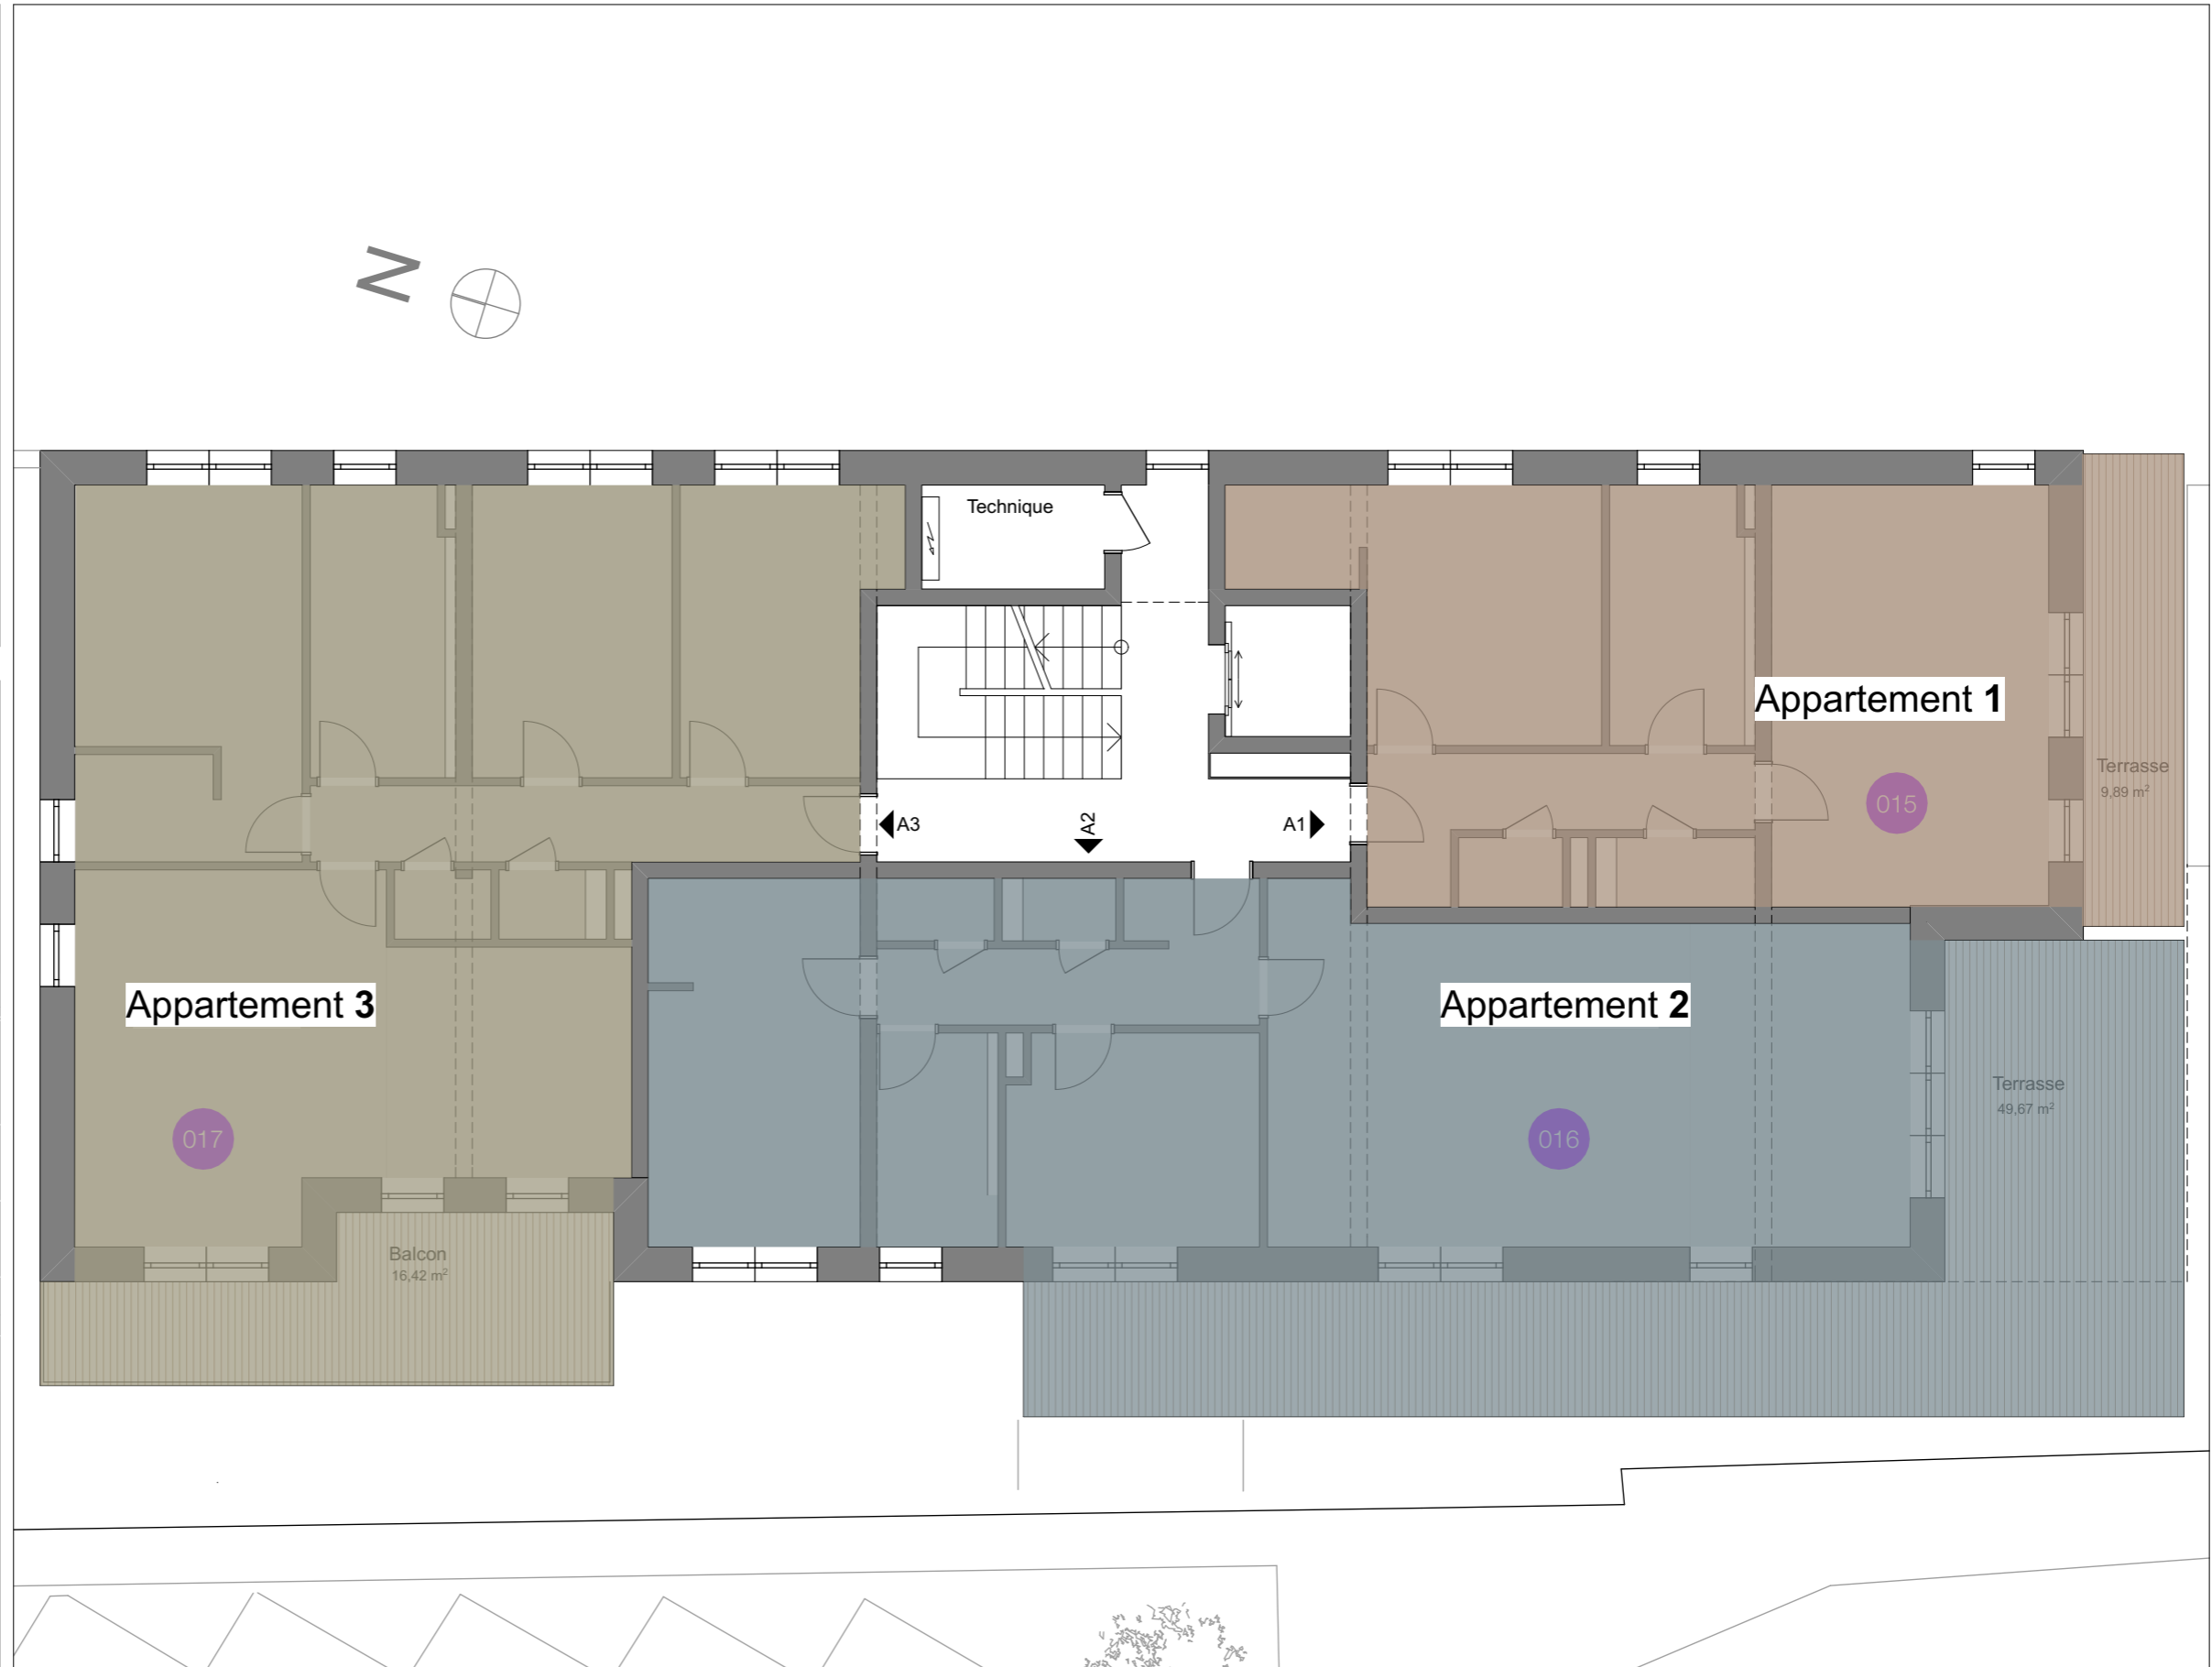 N
Technique
Appartement 1
Terrasse
9,89 m²
015
A3
A2
A1
Appartement 3
Appartement 2
Terrasse
49,67 m²
017
016
Balcon
16,42 m²